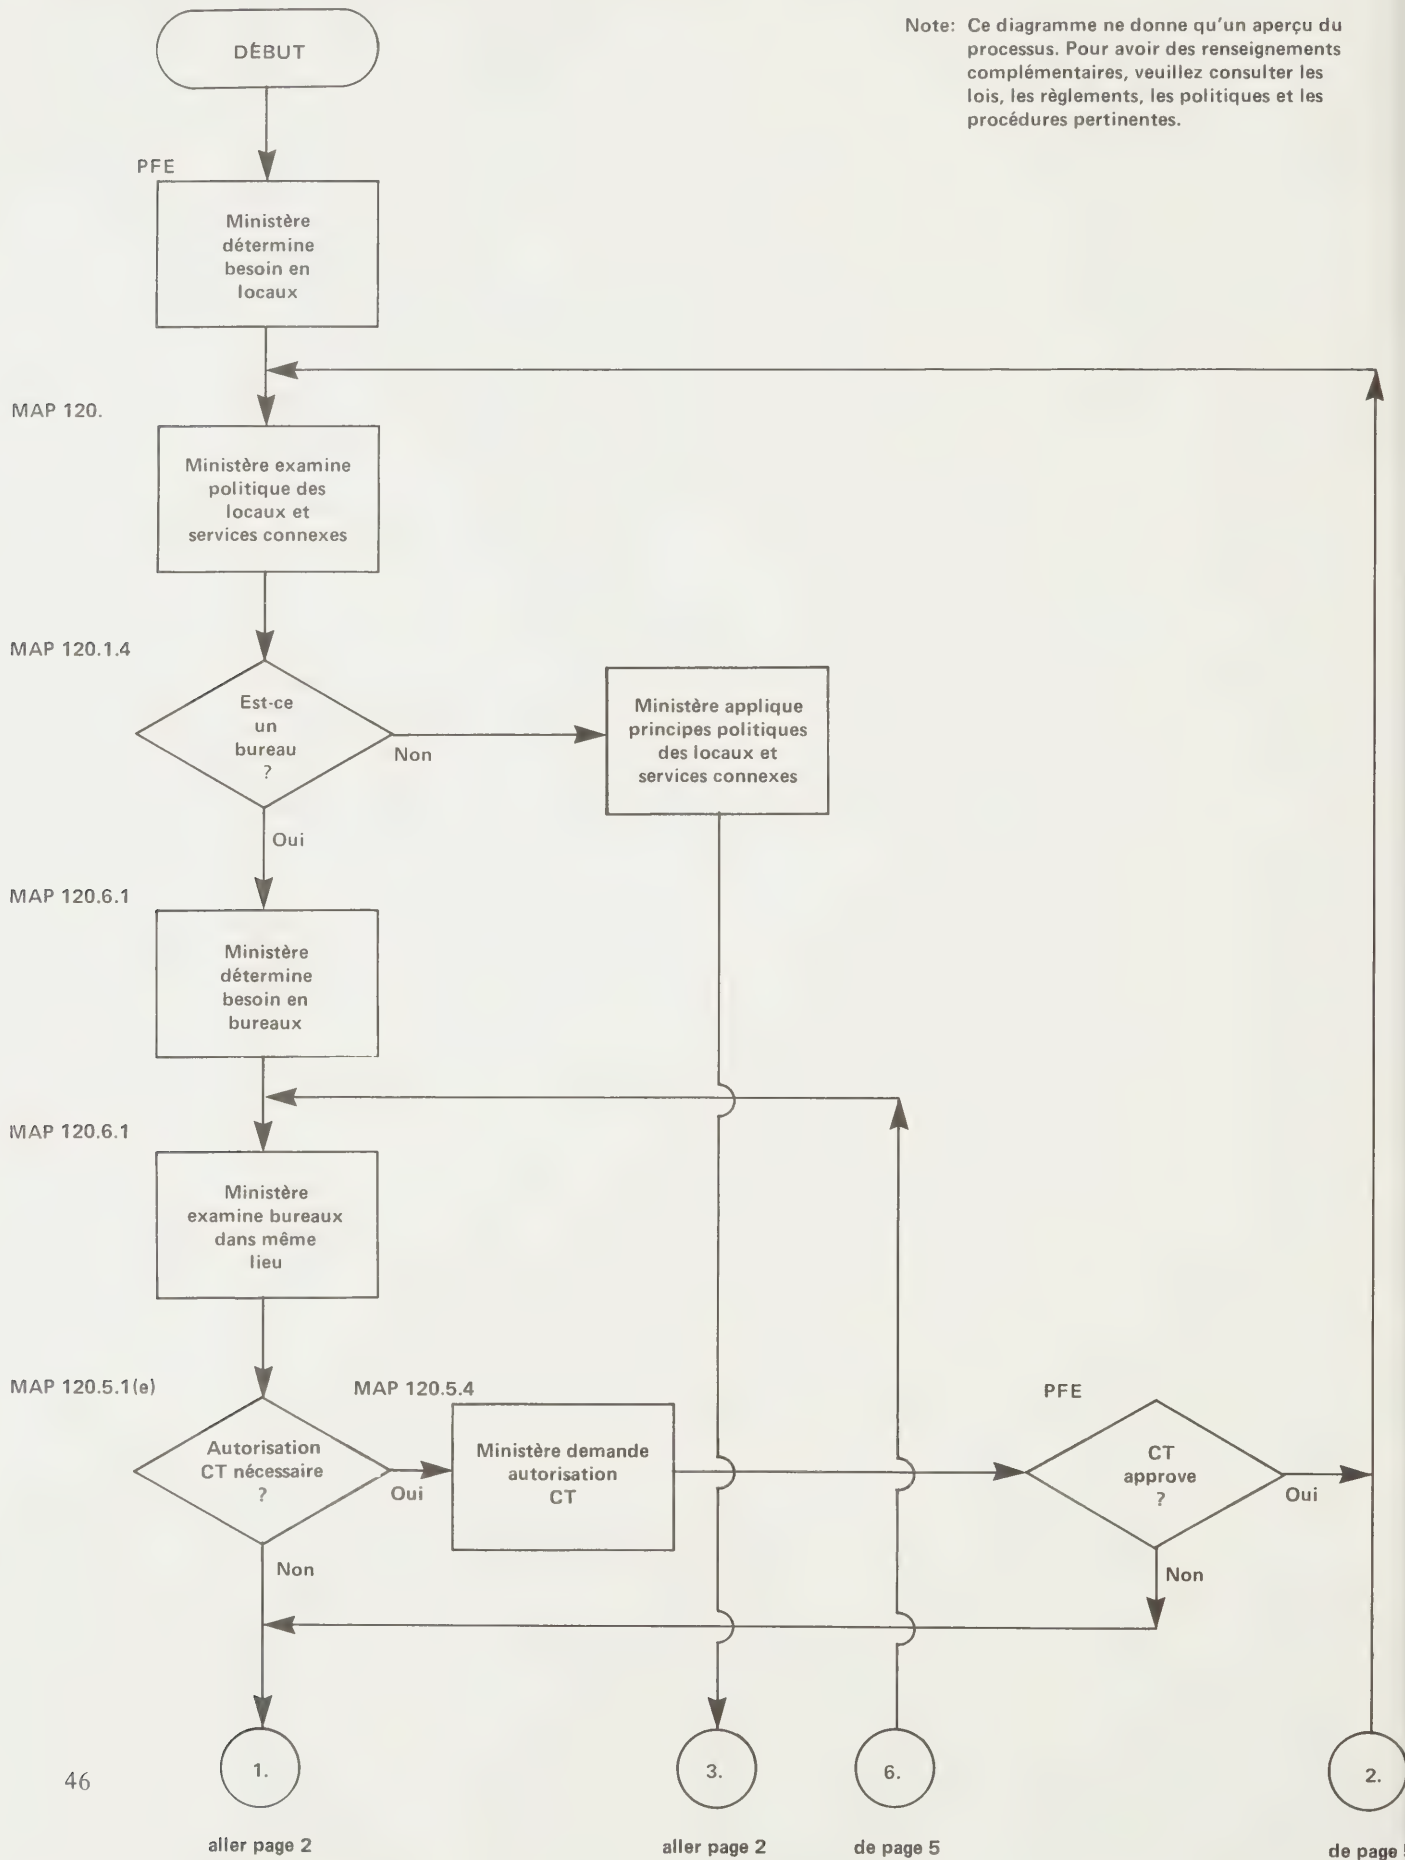 Note: Ce diagramme ne donne qu'un aperçu du
processus. Pour avoir des renseignements
complémentaires, veuillez consulter les
lois, les règlements, les politiques et les
procédures pertinentes.
DÉBUT
PFE
Ministère
détermine
besoin en
locaux
MAP 120.
Ministère examine
politique des
locaux et
services connexes
MAP 120.1.4
Est-ce
un
bureau
?
Non
Oui
Ministère applique
principes politiques
des locaux et
services connexes
MAP 120.6.1
Ministère
détermine
besoin en
bureaux
MAP 120.6.1
Ministère
examine bureaux
dans même
lieu
MAP 120.5.1(e)
Autorisation
CT nécessaire
?
Oui
Non
MAP 120.5.4
Ministère demande
autorisation
CT
PFE
CT
approve
?
Oui
Non
1.
3.
6.
2.
46
aller page 2
aller page 2
de page 5
de page